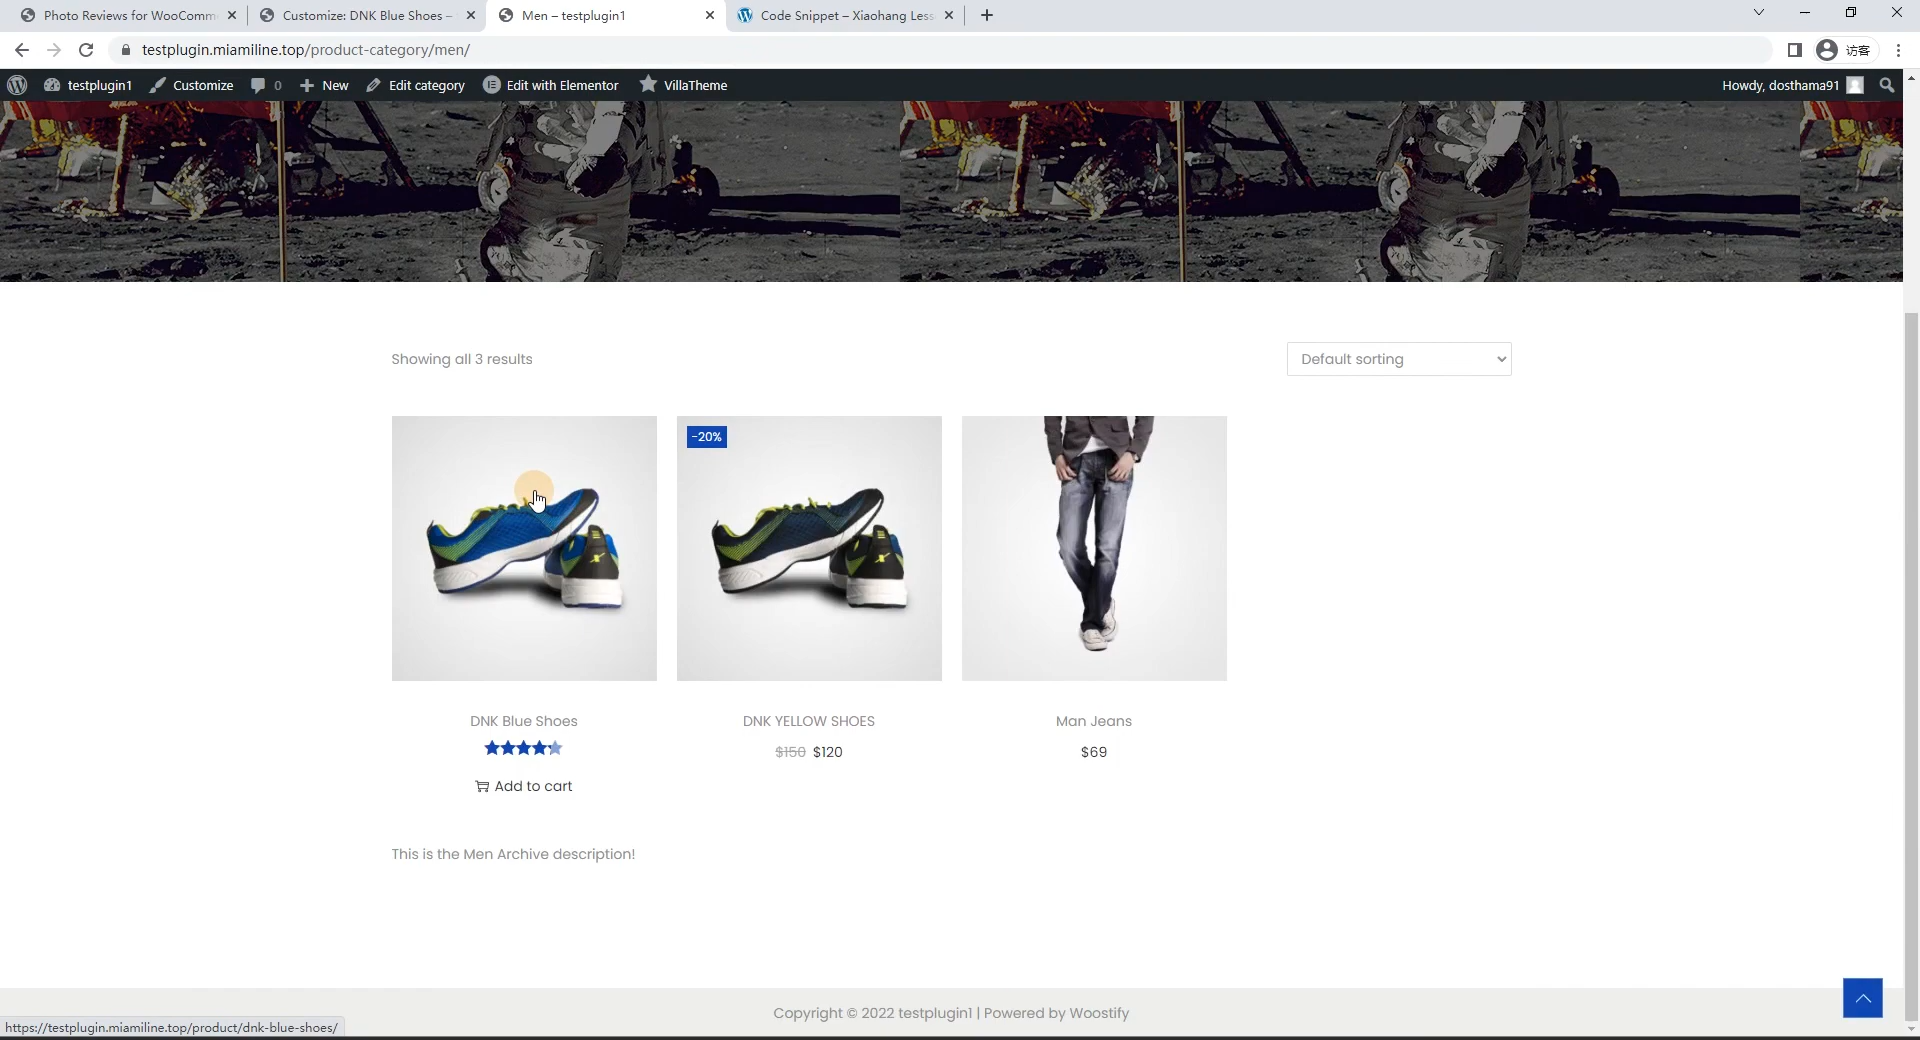 Photo Reviews for WooComm
Customize: DNK Blue Shoes –
Men – testplugin1
Code Snippet – Xiaohang Less
testplugin.miamiline.top/product-category/men/
访客
testplugin1
Customize
0
New
Edit category
Edit with Elementor
VillaTheme
Howdy, dosthama91
Showing all 3 results
Default sorting
-20%
DNK Blue Shoes
DNK YELLOW SHOES
Man Jeans
$150 $120
$69
Add to cart
This is the Men Archive description!
Copyright © 2022 testplugin1 | Powered by Woostify
https://testplugin.miamiline.top/product/dnk-blue-shoes/